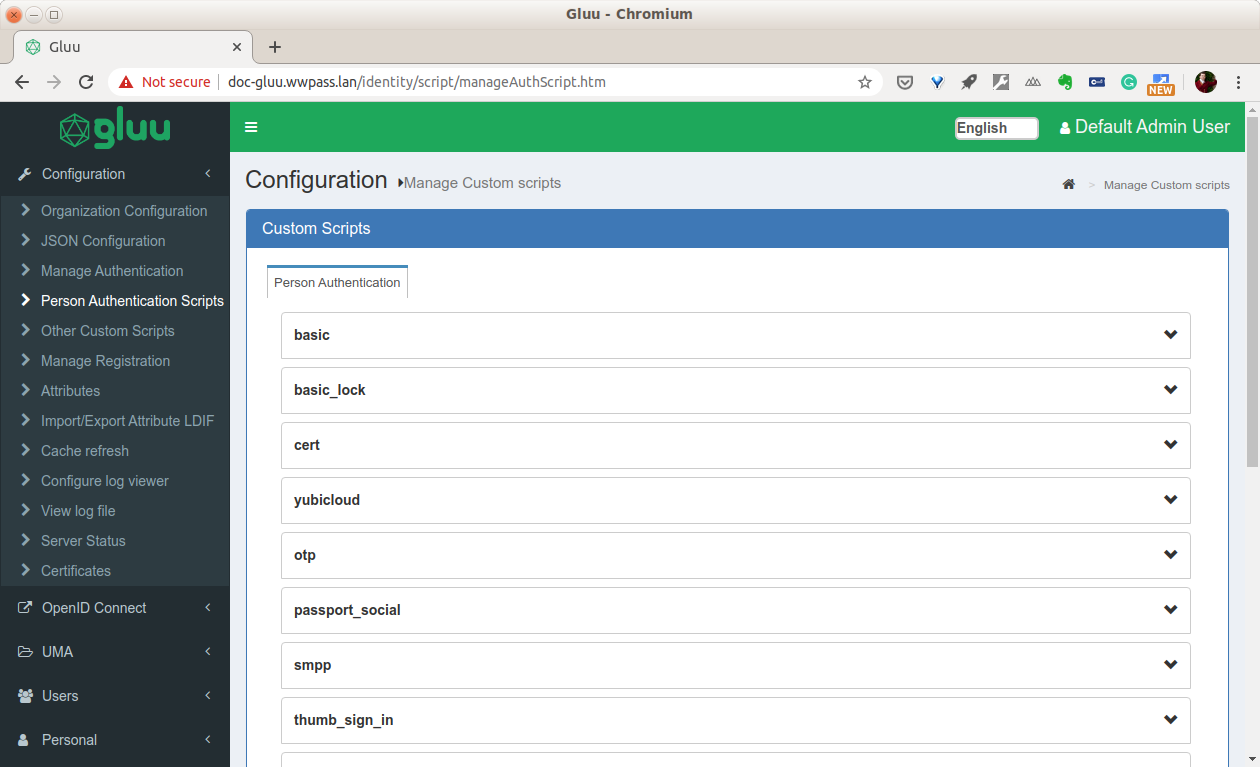 Gluu - Chromium
Gluu
Not secure doc-gluu.wwpass.lan/identity/script/manageAuthScript.htm
NEW
gluu
English Default Admin User
Configuration
Organization Configuration
JSON Configuration
Manage Authentication
Person Authentication Scripts
Other Custom Scripts
Manage Registration
Attributes
Import/Export Attribute LDIF
Cache refresh
Configure log viewer
View log file
Server Status
Certificates
OpenID Connect
UMA
Users
Personal
Configuration Manage Custom scripts
> Manage Custom scripts
Custom Scripts
Person Authentication
basic
basic_lock
cert
yubicloud
otp
passport_social
smpp
thumb_sign_in